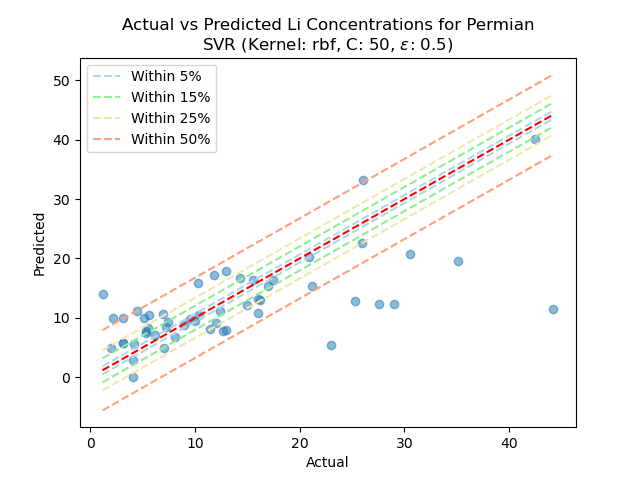 Actual vs Predicted Li Concentrations for Permian
SVR (Kernel: rbf, C: 50, ε: 0.5)
Within 5%
Within 15%
Within 25%
Within 50%
50
40
30
20
10
0
Predicted
0 10 20 30 40
Actual